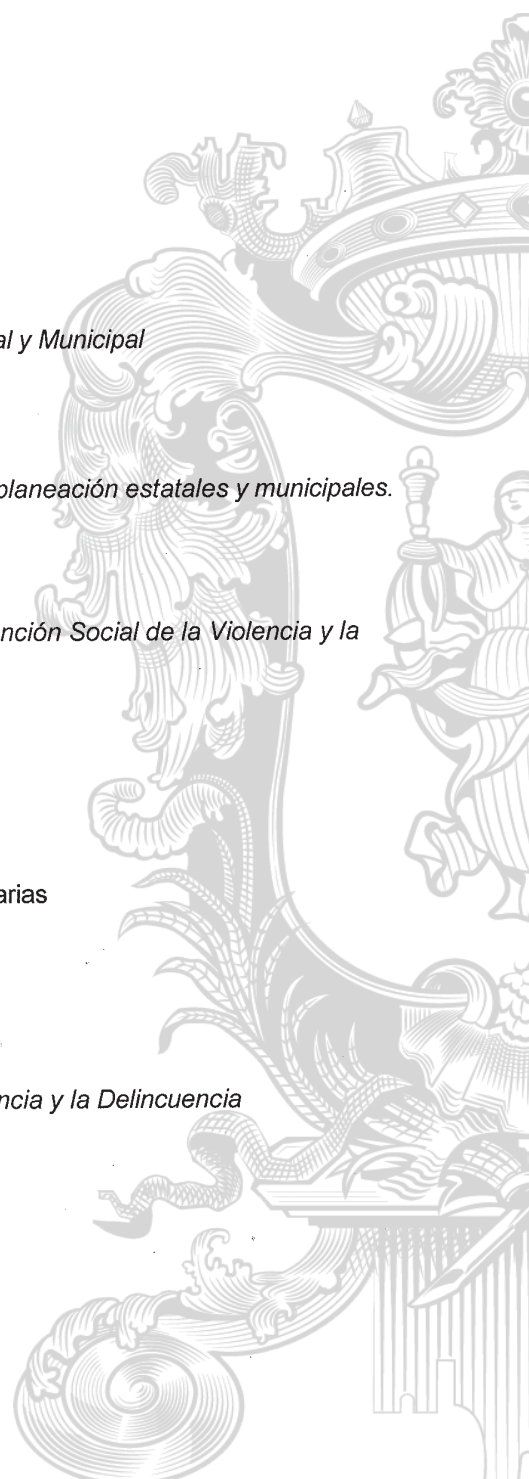 al y Municipal
planeación estatales y municipales.
nción Social de la Violencia y la
arias
ncia y la Delincuencia